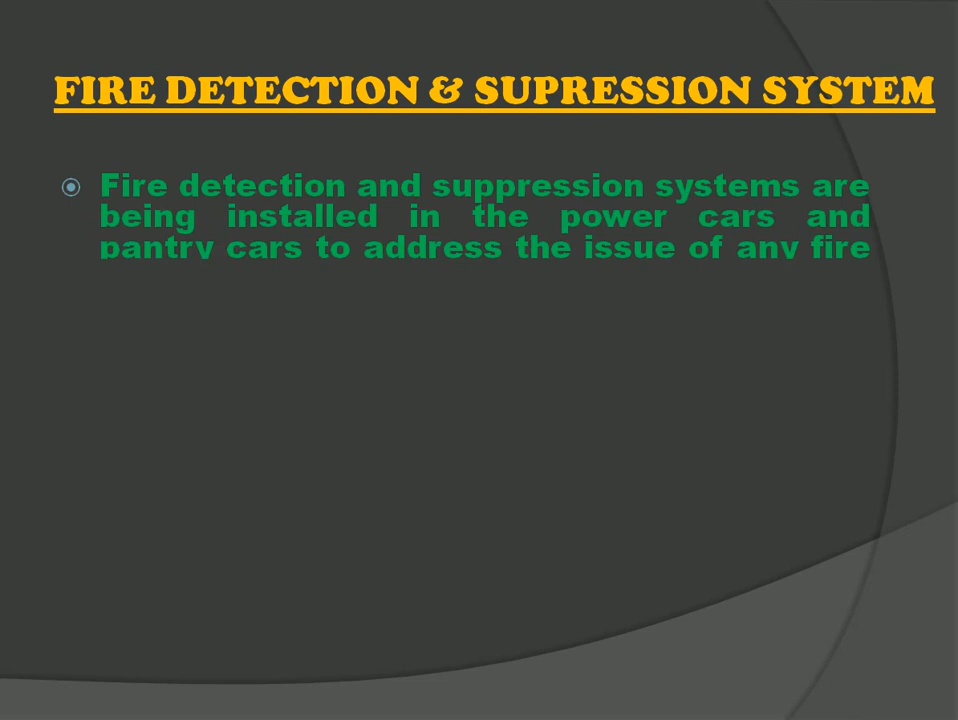 FIRE DETECTION & SUPRESSION SYSTEM
Fire detection and suppression systems are
being installed in the power cars and
pantry cars to address the issue of any fire